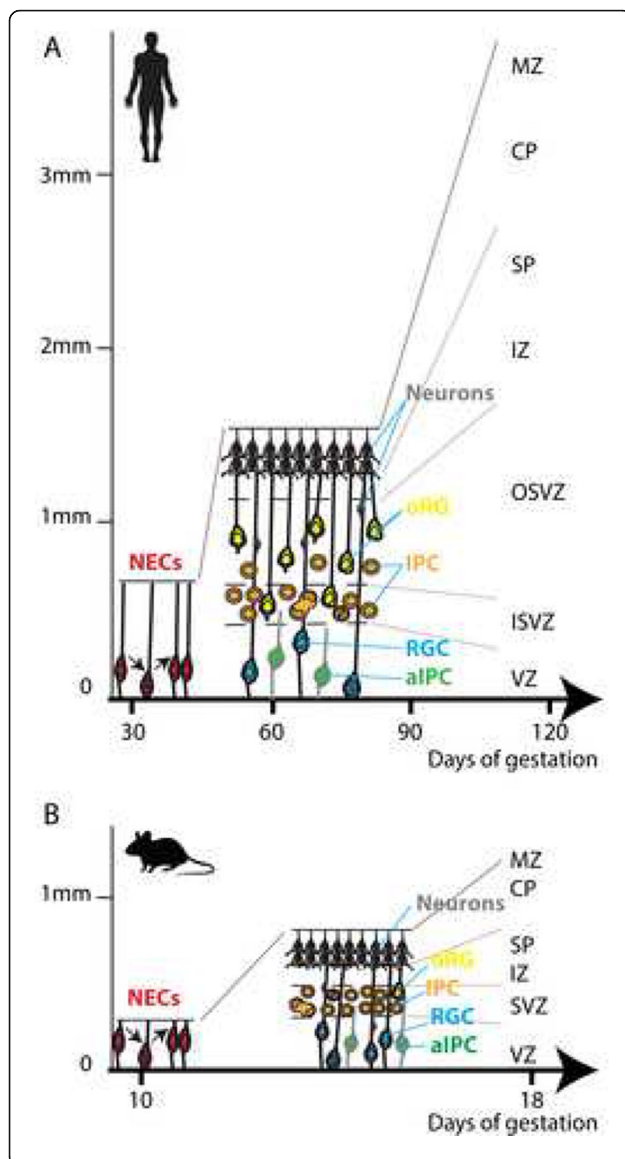 A
MZ
CP
3mm
SP
2mm
IZ
Neurons
OSVZ
1mm
oRG
NECs
IPC
ISVZ
RGC
aIPC
VZ
0
30
60
90
120
Days of gestation
B
MZ
1mm
CP
Neurons
SP
oRG
IZ
NECs
IPC
SVZ
RGC
aIPC
VZ
0
10
18
Days of gestation